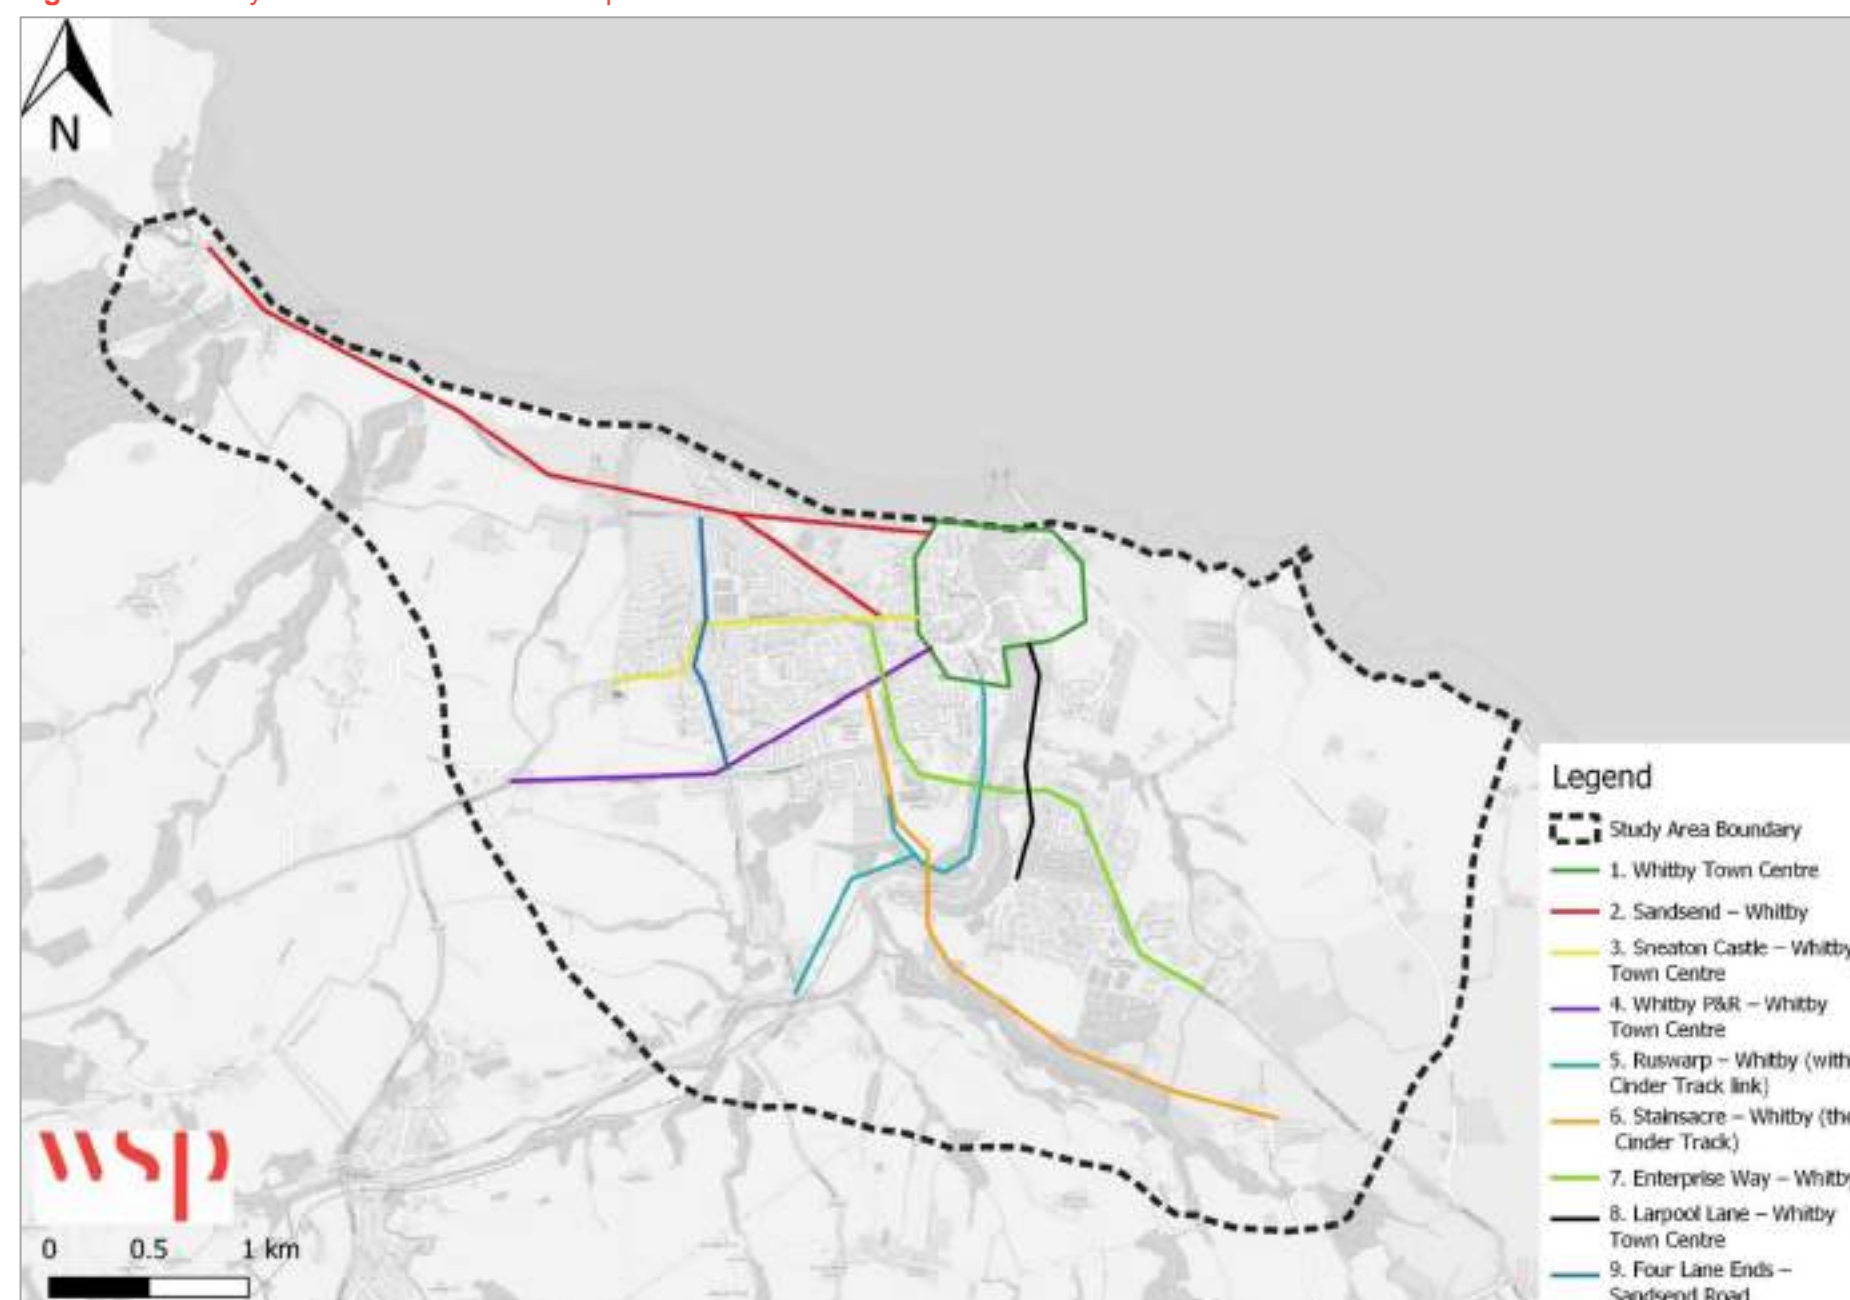 N
Legend
Study Area Boundary
1. Whitby Town Centre
2. Sandsend – Whitby
3. Sneaton Castle – Whitby
Town Centre
4. Whitby P&R – Whitby
Town Centre
5. Ruswarp – Whitby (with
Cinder Track link)
6. Stainsacre – Whitby (the
Cinder Track)
7. Enterprise Way – Whitby
8. Larpool Lane – Whitby
Town Centre
9. Four Lane Ends –
Sandsend Road
wsp
0 0.5 1 km